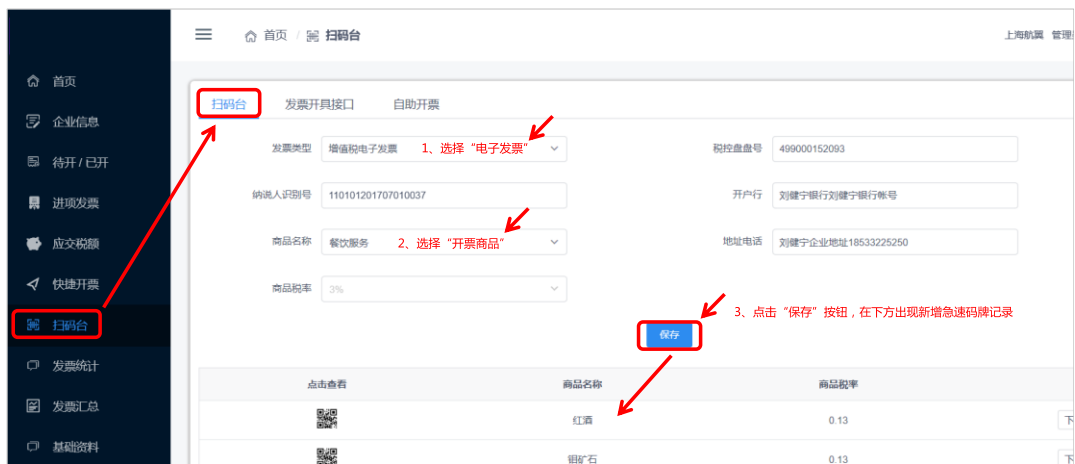 首页 / 扫码台
上海航翼 管理
首页
企业信息
待开 / 已开
进项发票
应交税额
快捷开票
扫码台
发票统计
发票汇总
基础资料
扫码台 发票开具接口 自助开票
发票类型 增值税电子发票 1、选择“电子发票” 税控盘盘号 499000152093
纳税人识别号 110101201707010037 开户行 刘健宁银行刘健宁银行帐号
商品名称 餐饮服务 2、选择“开票商品” 地址电话 刘健宁企业地址18533225250
商品税率 3%
3、点击“保存”按钮，在下方出现新增急速码牌记录
保存
点击查看 商品名称 商品税率
红酒 0.13 下
钼矿石 0.13 下